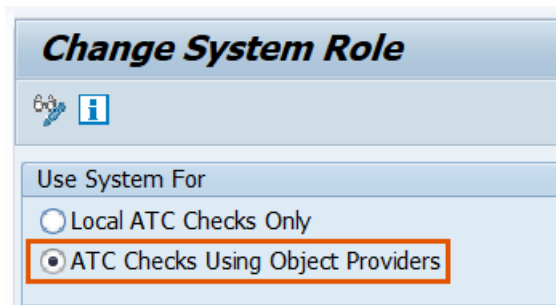 Change System Role
Use System For
Local ATC Checks Only
ATC Checks Using Object Providers